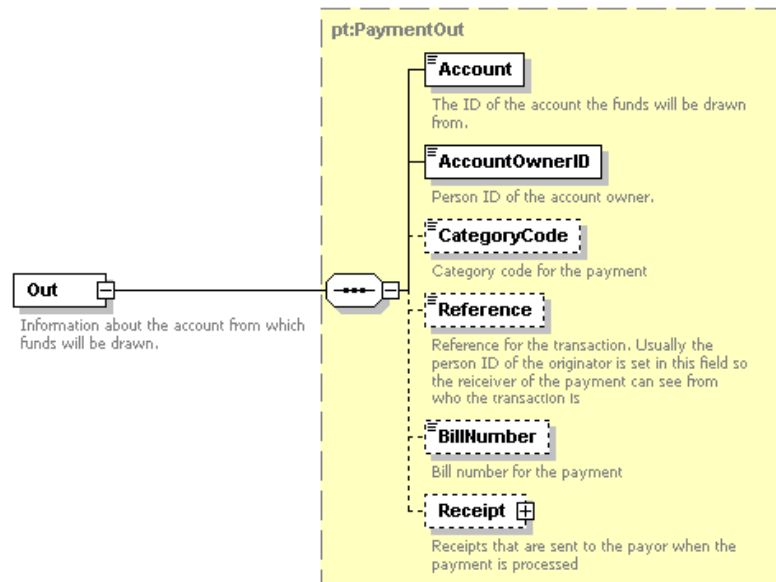 pt:PaymentOut
Account
The ID of the account the funds will be drawn
from.
AccountOwnerID
Person ID of the account owner.
CategoryCode
Category code for the payment
Out
Information about the account from which
funds will be drawn.
Reference
Reference for the transaction. Usually the
person ID of the originator is set in this field so
the reiceiver of the payment can see from
who the transaction is
BillNumber
Bill number for the payment
Receipt
Receipts that are sent to the payor when the
payment is processed